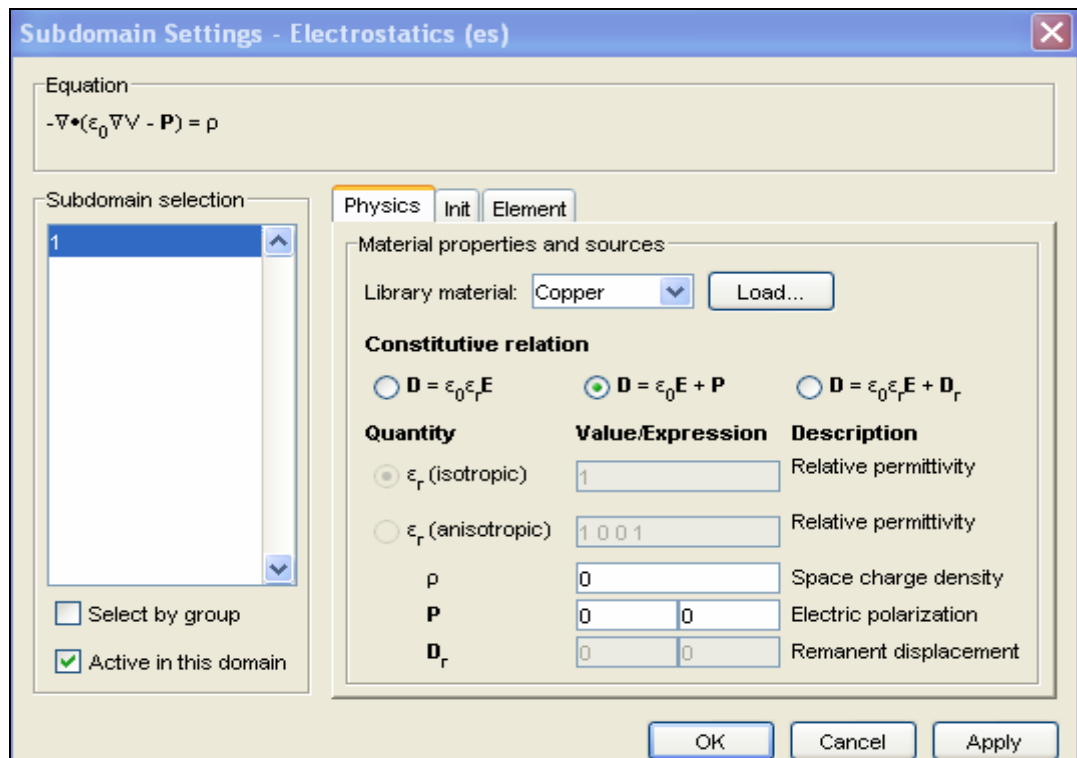 Subdomain Settings - Electrostatics (es)
Equation
-∇•(ε₀∇V - P) = ρ
Subdomain selection
1
Select by group
Active in this domain
Physics Init Element
Material properties and sources
Library material: Copper Load...
Constitutive relation
D = ε₀εᵣE D = ε₀E + P D = ε₀εᵣE + Dᵣ
Quantity Value/Expression Description
εᵣ (isotropic) 1 Relative permittivity
εᵣ (anisotropic) 1 0 0 1 Relative permittivity
ρ 0 Space charge density
P 0 0 Electric polarization
Dᵣ 0 0 Remanent displacement
OK Cancel Apply